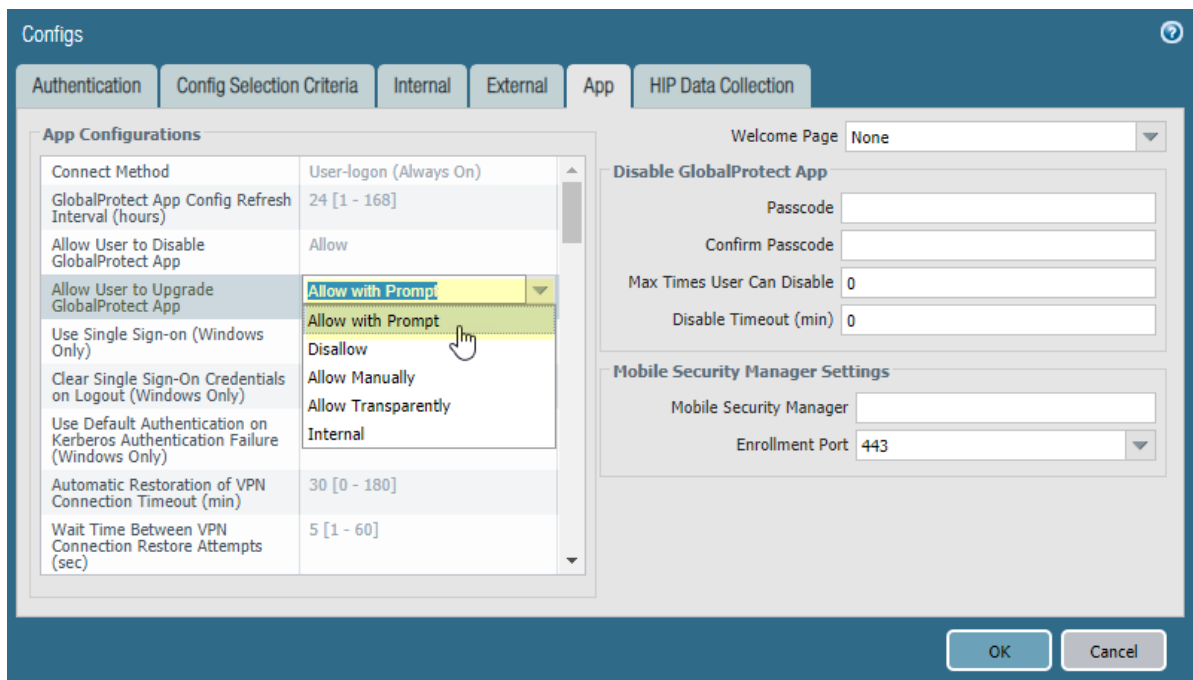 Configs
Authentication
Config Selection Criteria
Internal
External
App
HIP Data Collection
App Configurations
Connect Method
User-logon (Always On)
GlobalProtect App Config Refresh
Interval (hours)
24 [1 - 168]
Allow User to Disable
GlobalProtect App
Allow
Allow User to Upgrade
GlobalProtect App
Allow with Prompt
Allow with Prompt
Disallow
Allow Manually
Allow Transparently
Internal
Use Single Sign-on (Windows
Only)
Clear Single Sign-On Credentials
on Logout (Windows Only)
Use Default Authentication on
Kerberos Authentication Failure
(Windows Only)
Automatic Restoration of VPN
Connection Timeout (min)
30 [0 - 180]
Wait Time Between VPN
Connection Restore Attempts
(sec)
5 [1 - 60]
Welcome Page
None
Disable GlobalProtect App
Passcode
Confirm Passcode
Max Times User Can Disable
0
Disable Timeout (min)
0
Mobile Security Manager Settings
Mobile Security Manager
Enrollment Port
443
OK
Cancel